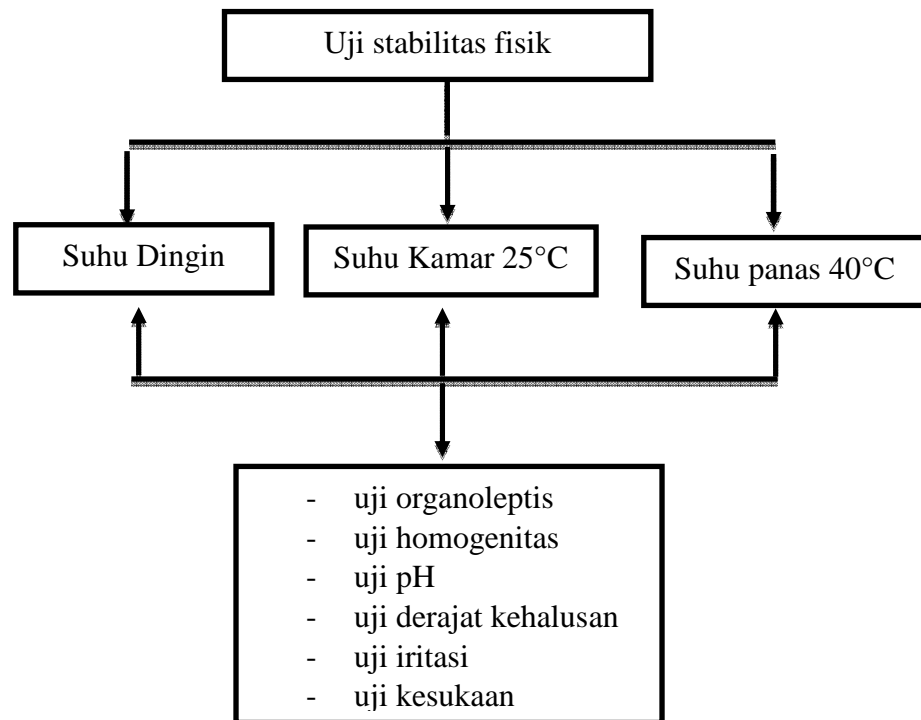 Uji stabilitas fisik
Suhu Dingin
Suhu Kamar 25°C
Suhu panas 40°C
- uji organoleptis
- uji homogenitas
- uji pH
- uji derajat kehalusan
- uji iritasi
- uji kesukaan